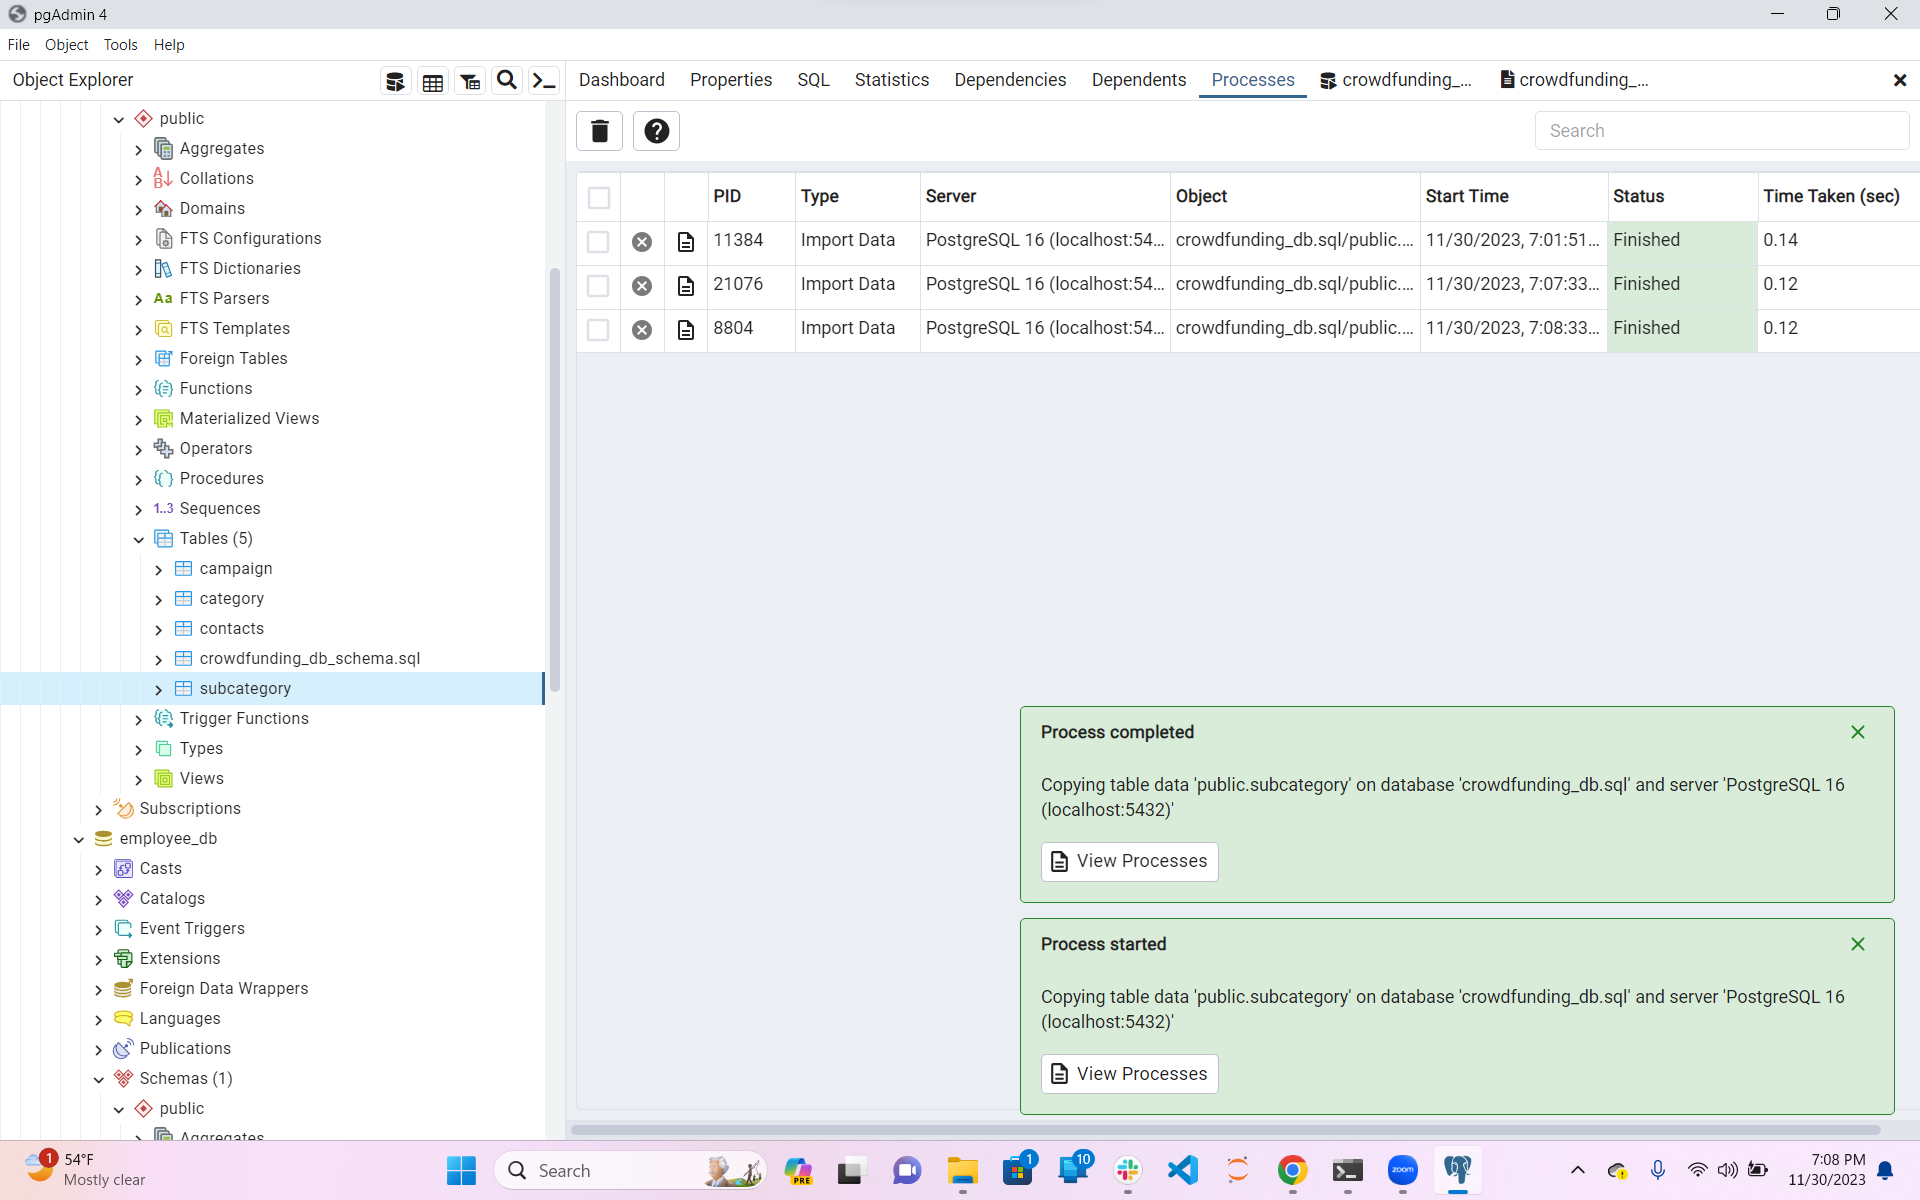 pgAdmin 4
File Object Tools Help
Object Explorer
Dashboard Properties SQL Statistics Dependencies Dependents Processes crowdfunding_... crowdfunding_...
Search
PID Type Server Object Start Time Status Time Taken (sec)
11384 Import Data PostgreSQL 16 (localhost:54... crowdfunding_db.sql/public.... 11/30/2023, 7:01:51... Finished 0.14
21076 Import Data PostgreSQL 16 (localhost:54... crowdfunding_db.sql/public.... 11/30/2023, 7:07:33... Finished 0.12
8804 Import Data PostgreSQL 16 (localhost:54... crowdfunding_db.sql/public.... 11/30/2023, 7:08:33... Finished 0.12
public
Aggregates
Collations
Domains
FTS Configurations
FTS Dictionaries
Aa FTS Parsers
FTS Templates
Foreign Tables
Functions
Materialized Views
Operators
Procedures
1..3 Sequences
Tables (5)
campaign
category
contacts
crowdfunding_db_schema.sql
subcategory
Trigger Functions
Types
Views
Subscriptions
employee_db
Casts
Catalogs
Event Triggers
Extensions
Foreign Data Wrappers
Languages
Publications
Schemas (1)
public
Aggregates
Process completed
Copying table data 'public.subcategory' on database 'crowdfunding_db.sql' and server 'PostgreSQL 16
(localhost:5432)'
View Processes
Process started
Copying table data 'public.subcategory' on database 'crowdfunding_db.sql' and server 'PostgreSQL 16
(localhost:5432)'
View Processes
1
54°F
Mostly clear
Search
PRE
1
10
zoom
7:08 PM
11/30/2023